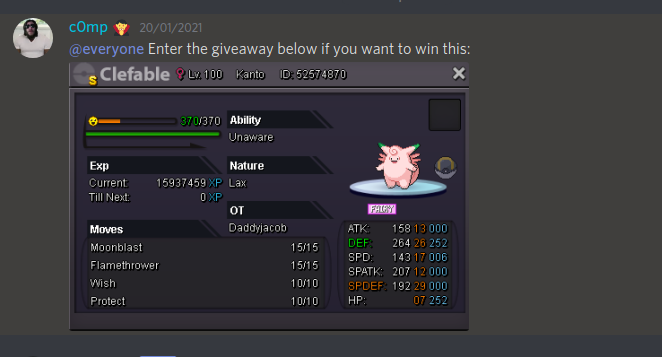 c0mp 20/01/2021
@everyone Enter the giveaway below if you want to win this:
S Clefable Lv. 100 Kanto ID: 52574870 X
370/370 Ability
Unaware
Exp Nature
Current: 15937459 XP Lax
Till Next: 0 XP
OT
Moves Daddyjacob
FAIRY
Moonblast 15/15
Flamethrower 15/15
Wish 10/10
Protect 10/10
ATK: 158 13 000
DEF: 264 26 252
SPD: 143 17 006
SPATK: 207 12 000
SPDEF: 192 29 000
HP: 07 252